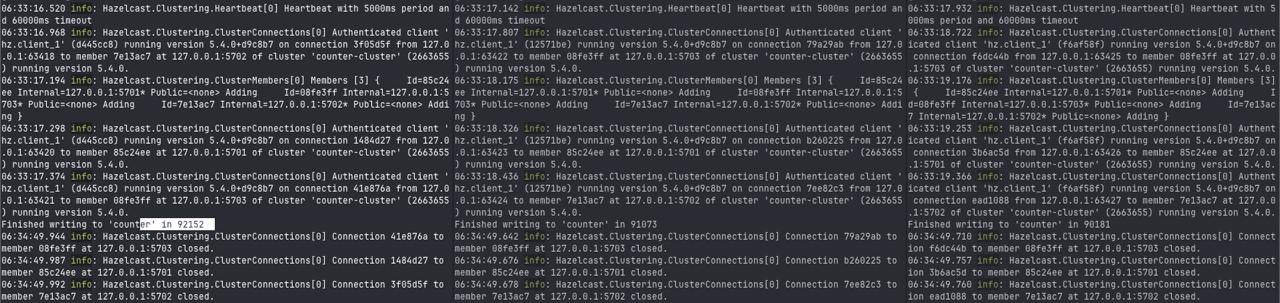 06:33:16.520 info: Hazelcast.Clustering.Heartbeat[0] Heartbeat with 5000ms period an
d 60000ms timeout
06:33:16.968 info: Hazelcast.Clustering.ClusterConnections[0] Authenticated client '
hz.client_1' (d445cc8) running version 5.4.0+d9c8b7 on connection 3f05d5f from 127.0
.0.1:63418 to member 7e13ac7 at 127.0.0.1:5702 of cluster 'counter-cluster' (2663655
) running version 5.4.0.
06:33:17.194 info: Hazelcast.Clustering.ClusterMembers[0] Members [3] {    Id=85c24
ee Internal=127.0.0.1:5701* Public=<none> Adding     Id=08fe3ff Internal=127.0.0.1:5
703* Public=<none> Adding     Id=7e13ac7 Internal=127.0.0.1:5702* Public=<none> Addi
ng }
06:33:17.298 info: Hazelcast.Clustering.ClusterConnections[0] Authenticated client '
hz.client_1' (d445cc8) running version 5.4.0+d9c8b7 on connection 1484d27 from 127.0
.0.1:63420 to member 85c24ee at 127.0.0.1:5701 of cluster 'counter-cluster' (2663655
) running version 5.4.0.
06:33:17.374 info: Hazelcast.Clustering.ClusterConnections[0] Authenticated client '
hz.client_1' (d445cc8) running version 5.4.0+d9c8b7 on connection 41e876a from 127.0
.0.1:63421 to member 08fe3ff at 127.0.0.1:5703 of cluster 'counter-cluster' (2663655
) running version 5.4.0.
Finished writing to 'counter' in 92152
06:34:49.944 info: Hazelcast.Clustering.ClusterConnections[0] Connection 41e876a to
member 08fe3ff at 127.0.0.1:5703 closed.
06:34:49.987 info: Hazelcast.Clustering.ClusterConnections[0] Connection 1484d27 to
member 85c24ee at 127.0.0.1:5701 closed.
06:34:49.992 info: Hazelcast.Clustering.ClusterConnections[0] Connection 3f05d5f to
member 7e13ac7 at 127.0.0.1:5702 closed.
06:33:17.142 info: Hazelcast.Clustering.Heartbeat[0] Heartbeat with 5000ms period an
d 60000ms timeout
06:33:17.807 info: Hazelcast.Clustering.ClusterConnections[0] Authenticated client '
hz.client_1' (12571be) running version 5.4.0+d9c8b7 on connection 79a29ab from 127.0
.0.1:63422 to member 08fe3ff at 127.0.0.1:5703 of cluster 'counter-cluster' (2663655
) running version 5.4.0.
06:33:18.175 info: Hazelcast.Clustering.ClusterMembers[0] Members [3] {    Id=85c24
ee Internal=127.0.0.1:5701* Public=<none> Adding     Id=08fe3ff Internal=127.0.0.1:5
703* Public=<none> Adding     Id=7e13ac7 Internal=127.0.0.1:5702* Public=<none> Addi
ng }
06:33:18.326 info: Hazelcast.Clustering.ClusterConnections[0] Authenticated client '
hz.client_1' (12571be) running version 5.4.0+d9c8b7 on connection b260225 from 127.0
.0.1:63423 to member 85c24ee at 127.0.0.1:5701 of cluster 'counter-cluster' (2663655
) running version 5.4.0.
06:33:18.436 info: Hazelcast.Clustering.ClusterConnections[0] Authenticated client '
hz.client_1' (12571be) running version 5.4.0+d9c8b7 on connection 7ee82c3 from 127.0
.0.1:63424 to member 7e13ac7 at 127.0.0.1:5702 of cluster 'counter-cluster' (2663655
) running version 5.4.0.
Finished writing to 'counter' in 91073
06:34:49.642 info: Hazelcast.Clustering.ClusterConnections[0] Connection 79a29ab to
member 08fe3ff at 127.0.0.1:5703 closed.
06:34:49.676 info: Hazelcast.Clustering.ClusterConnections[0] Connection b260225 to
member 85c24ee at 127.0.0.1:5701 closed.
06:34:49.678 info: Hazelcast.Clustering.ClusterConnections[0] Connection 7ee82c3 to
member 7e13ac7 at 127.0.0.1:5702 closed.
06:33:17.932 info: Hazelcast.Clustering.Heartbeat[0] Heartbeat with 5
000ms period and 60000ms timeout
06:33:18.722 info: Hazelcast.Clustering.ClusterConnections[0] Authent
icated client 'hz.client_1' (f6af58f) running version 5.4.0+d9c8b7 on
 connection f6dc44b from 127.0.0.1:63425 to member 08fe3ff at 127.0.0
.1:5703 of cluster 'counter-cluster' (2663655) running version 5.4.0.
06:33:19.176 info: Hazelcast.Clustering.ClusterMembers[0] Members [3]
 {    Id=85c24ee Internal=127.0.0.1:5701* Public=<none> Adding     I
d=08fe3ff Internal=127.0.0.1:5703* Public=<none> Adding     Id=7e13ac
7 Internal=127.0.0.1:5702* Public=<none> Adding }
06:33:19.253 info: Hazelcast.Clustering.ClusterConnections[0] Authent
icated client 'hz.client_1' (f6af58f) running version 5.4.0+d9c8b7 on
 connection 3b6ac5d from 127.0.0.1:63426 to member 85c24ee at 127.0.0
.1:5701 of cluster 'counter-cluster' (2663655) running version 5.4.0.
06:33:19.366 info: Hazelcast.Clustering.ClusterConnections[0] Authent
icated client 'hz.client_1' (f6af58f) running version 5.4.0+d9c8b7 on
 connection ead1088 from 127.0.0.1:63427 to member 7e13ac7 at 127.0.0
.1:5702 of cluster 'counter-cluster' (2663655) running version 5.4.0.
Finished writing to 'counter' in 90181
06:34:49.710 info: Hazelcast.Clustering.ClusterConnections[0] Connect
ion f6dc44b to member 08fe3ff at 127.0.0.1:5703 closed.
06:34:49.757 info: Hazelcast.Clustering.ClusterConnections[0] Connect
ion 3b6ac5d to member 85c24ee at 127.0.0.1:5701 closed.
06:34:49.760 info: Hazelcast.Clustering.ClusterConnections[0] Connect
ion ead1088 to member 7e13ac7 at 127.0.0.1:5702 closed.